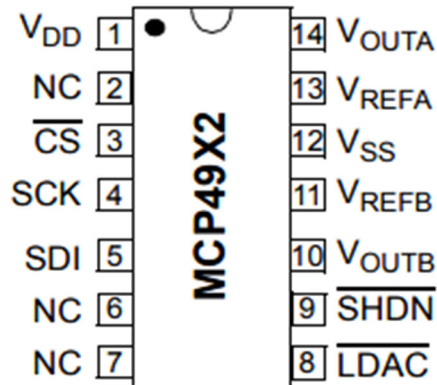 VDD 1 14 VOUTA
NC 2 13 VREFA
CS 3 12 VSS
SCK 4 11 VREFB
SDI 5 10 VOUTB
NC 6 9 SHDN
NC 7 8 LDAC
MCP49X2